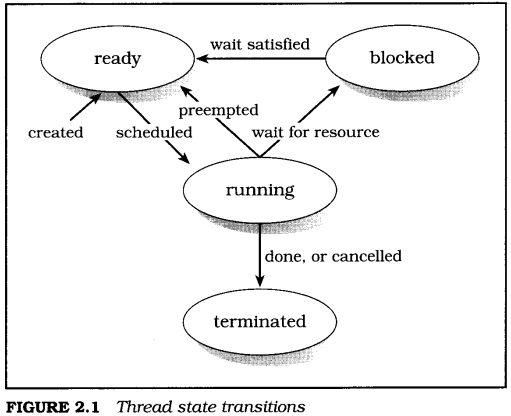 ready
wait satisfied
blocked
preempted
created
scheduled
wait for resource
running
done, or cancelled
terminated
FIGURE 2.1 Thread state transitions